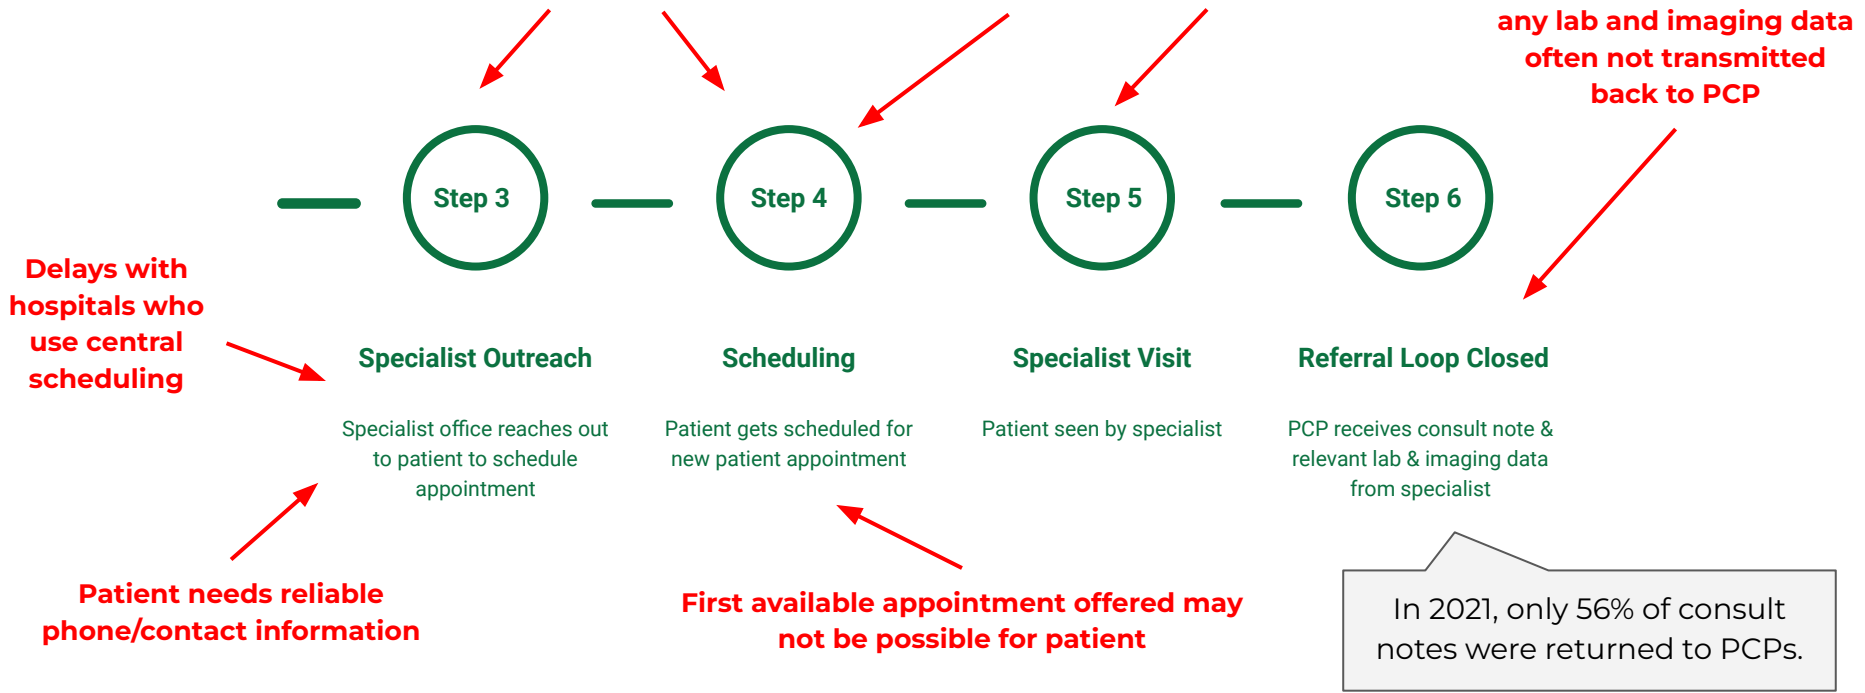 any lab and imaging data
often not transmitted
back to PCP
Step 3
Step 4
Step 5
Step 6
Delays with
hospitals who
use central
scheduling
Specialist Outreach
Scheduling
Specialist Visit
Referral Loop Closed
Specialist office reaches out
to patient to schedule
appointment
Patient gets scheduled for
new patient appointment
Patient seen by specialist
PCP receives consult note &
relevant lab & imaging data
from specialist
Patient needs reliable
phone/contact information
First available appointment offered may
not be possible for patient
In 2021, only 56% of consult
notes were returned to PCPs.